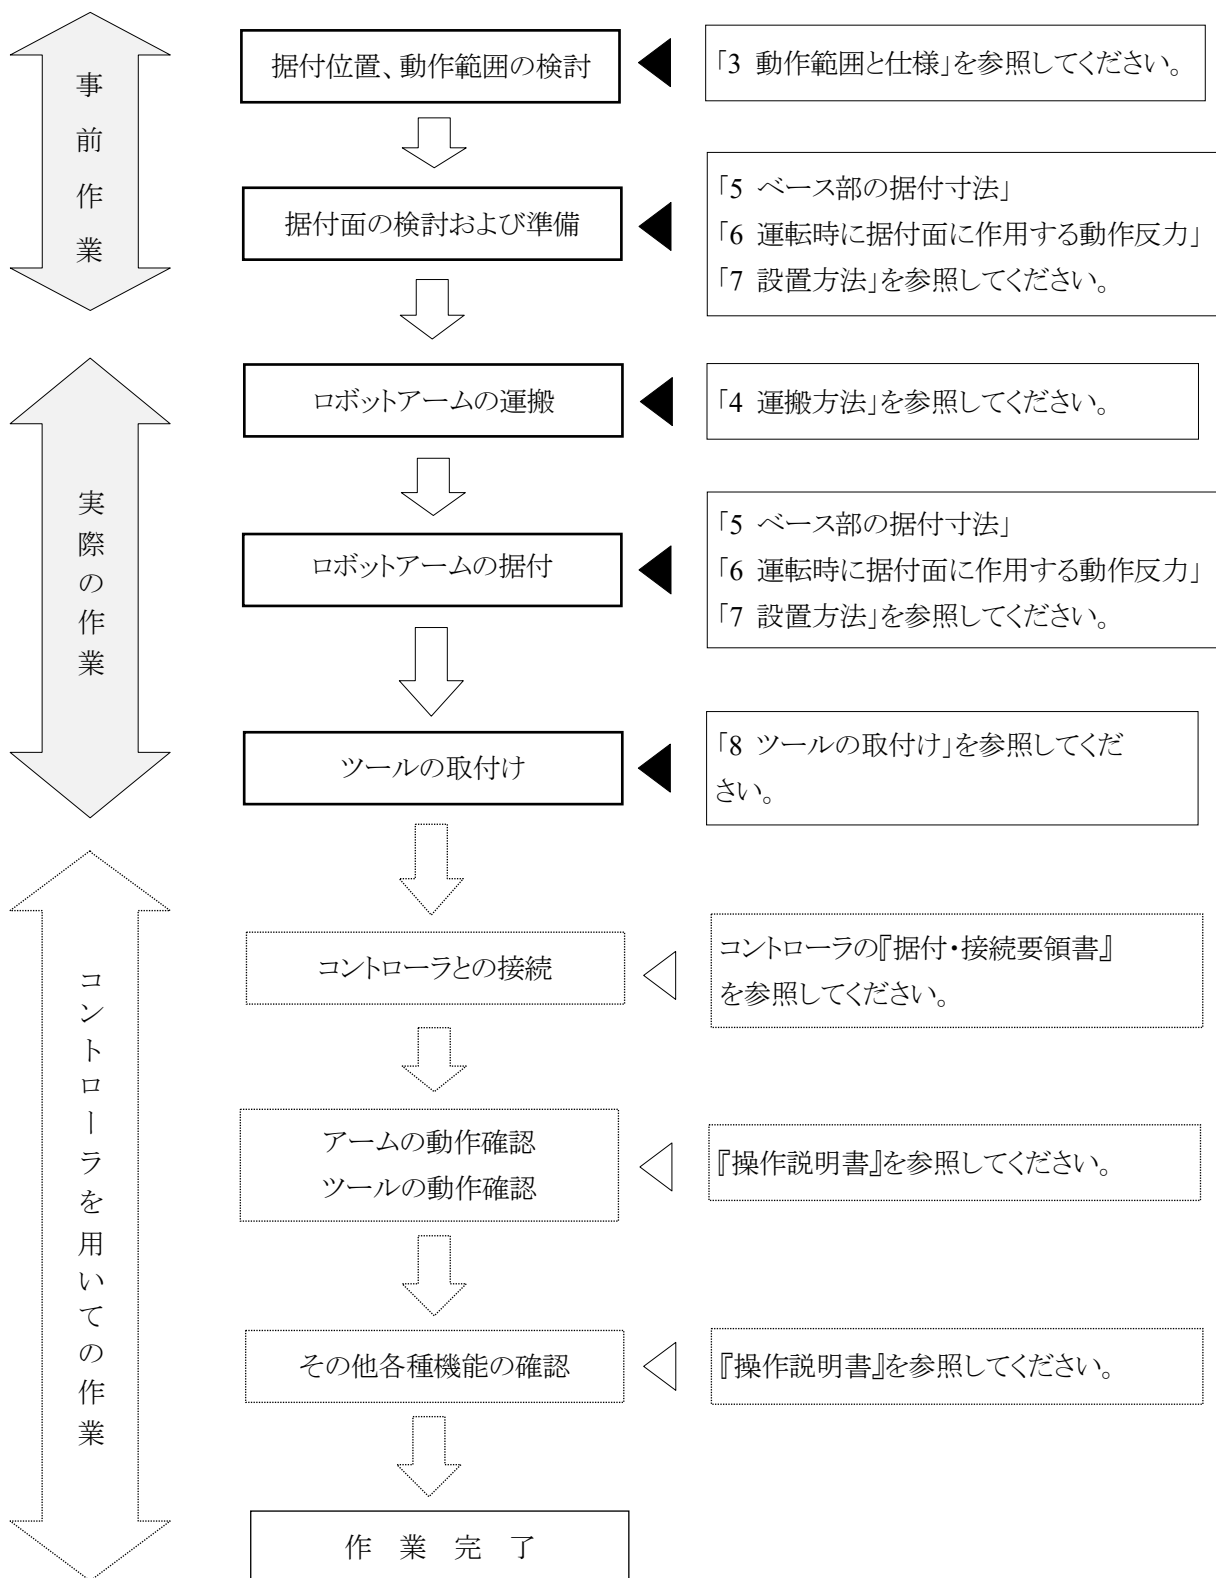 事前作業
据付位置、動作範囲の検討
「3 動作範囲と仕様」を参照してください。
据付面の検討および準備
「5 ベース部の据付寸法」
「6 運転時に据付面に作用する動作反力」
「7 設置方法」を参照してください。
実際の作業
ロボットアームの運搬
「4 運搬方法」を参照してください。
ロボットアームの据付
「5 ベース部の据付寸法」
「6 運転時に据付面に作用する動作反力」
「7 設置方法」を参照してください。
ツールの取付け
「8 ツールの取付け」を参照してくだ
さい。
コントローラを用いての作業
コントローラとの接続
コントローラの『据付・接続要領書』
を参照してください。
アームの動作確認
ツールの動作確認
『操作説明書』を参照してください。
その他各種機能の確認
『操作説明書』を参照してください。
作 業 完 了